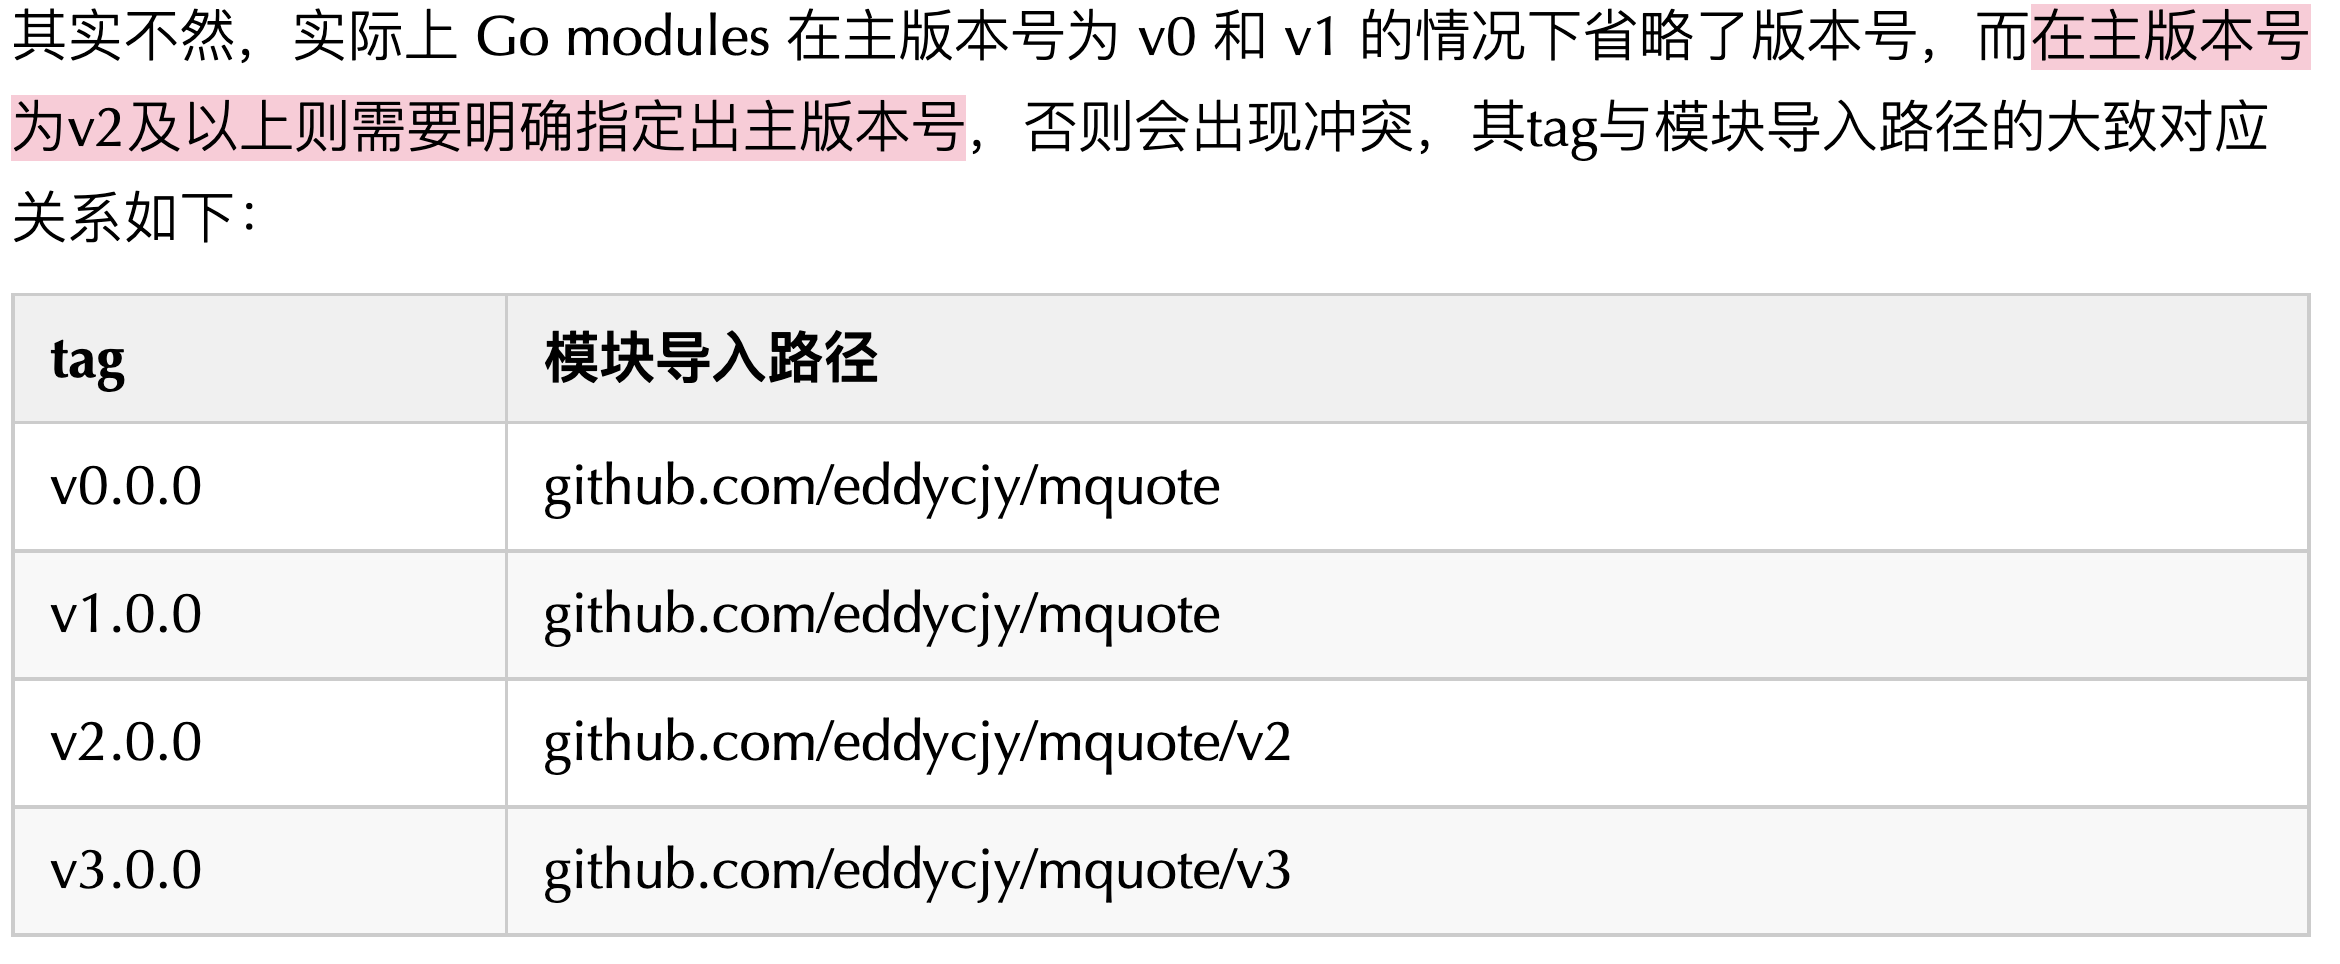 其实不然，实际上 Go modules 在主版本号为 v0 和 v1 的情况下省略了版本号，而在主版本号
为v2及以上则需要明确指定出主版本号，否则会出现冲突，其tag与模块导入路径的大致对应
关系如下：
tag 模块导入路径
v0.0.0 github.com/eddycjy/mquote
v1.0.0 github.com/eddycjy/mquote
v2.0.0 github.com/eddycjy/mquote/v2
v3.0.0 github.com/eddycjy/mquote/v3